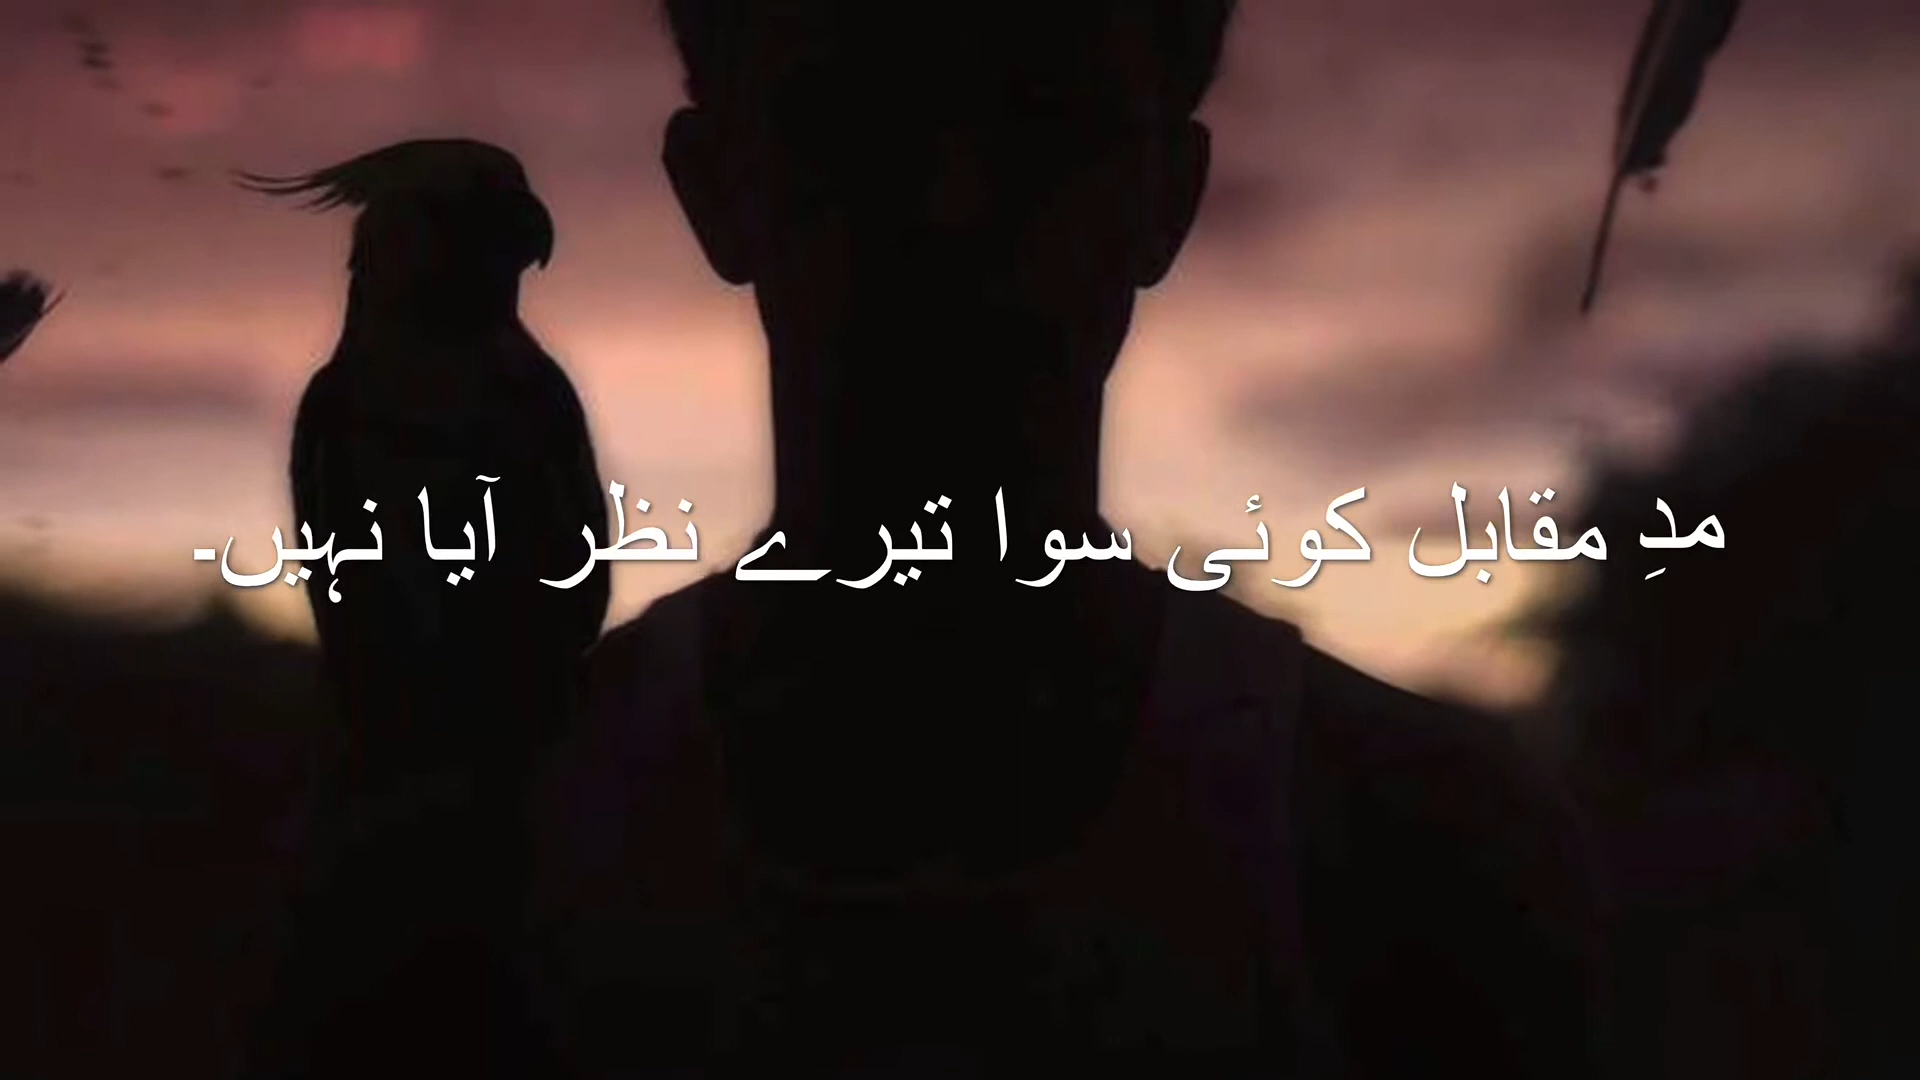 مدِ مقابل کوئی سوا تیرے نظر آیا نہیں۔